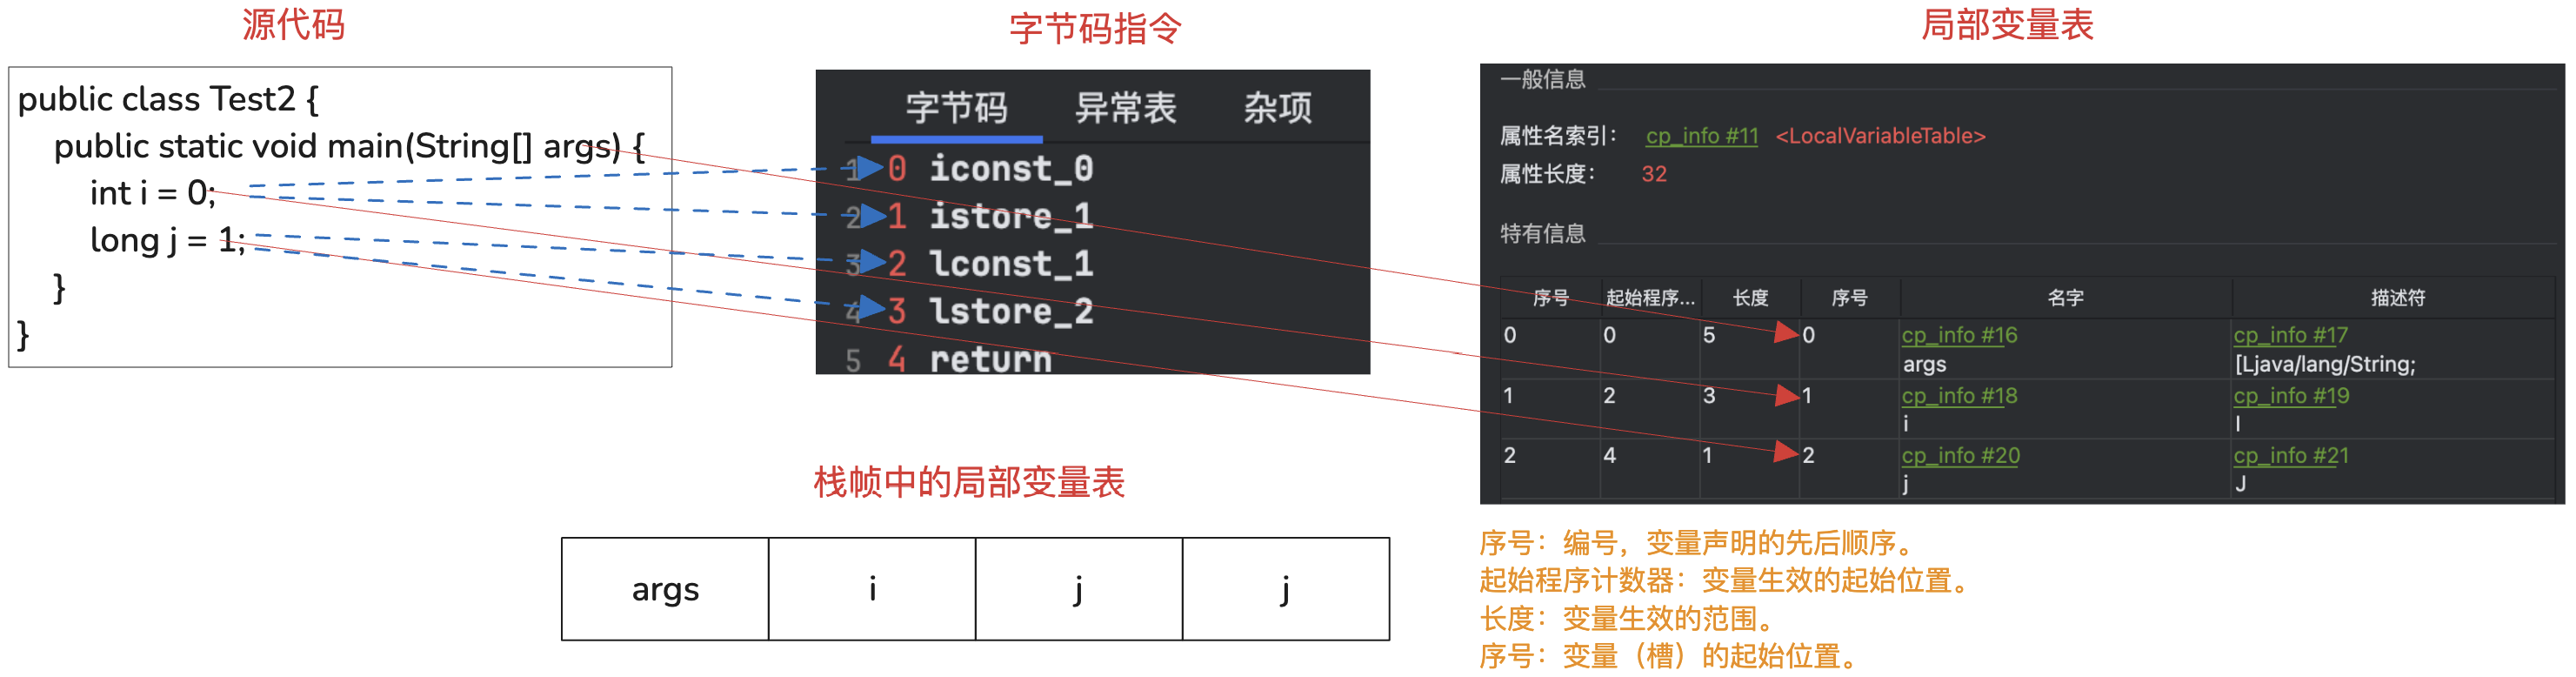 源代码
public class Test2 {
public static void main(String[] args) {
int i = 0;
long j = 1;
}
}
字节码指令
字节码 异常表 杂项
1 0 iconst_0
2 1 istore_1
3 2 lconst_1
4 3 lstore_2
5 4 return
局部变量表
一般信息
属性名索引: cp_info #11 <LocalVariableTable>
属性长度: 32
特有信息
序号 起始程序... 长度 序号 名字 描述符
0 0 5 0 cp_info #16 cp_info #17
args [Ljava/lang/String;
1 2 3 1 cp_info #18 cp_info #19
i I
2 4 1 2 cp_info #20 cp_info #21
j J
栈帧中的局部变量表
args i j j
序号：编号，变量声明的先后顺序。
起始程序计数器：变量生效的起始位置。
长度：变量生效的范围。
序号：变量（槽）的起始位置。